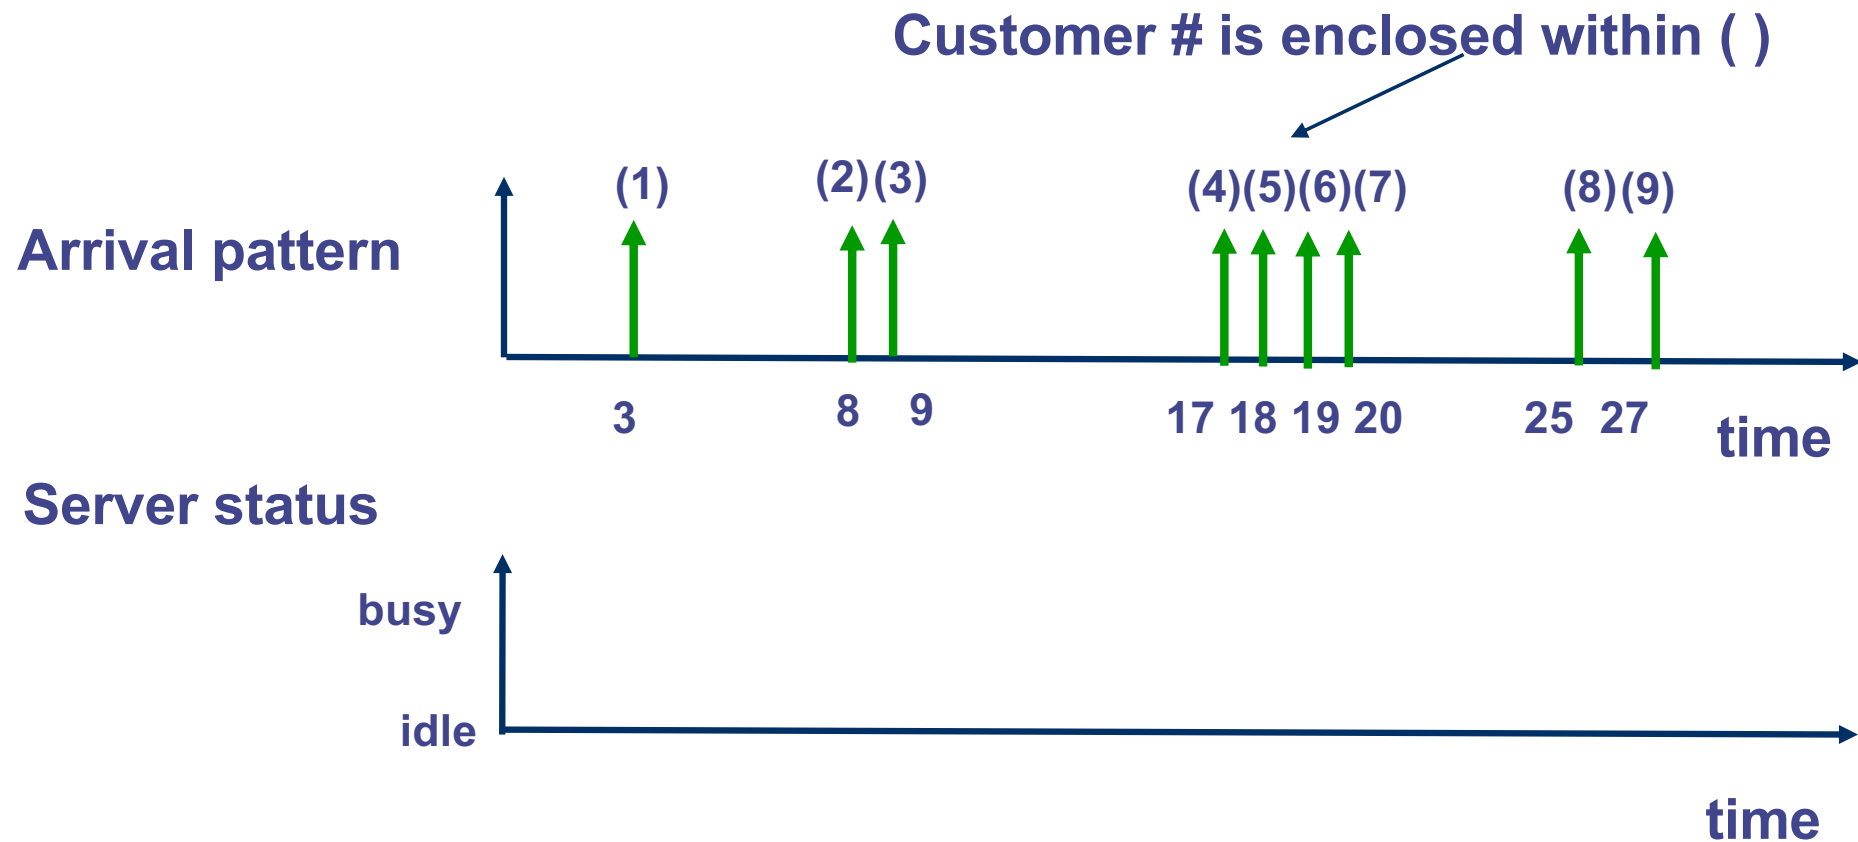 Customer # is enclosed within ( )
(1) (2) (3) (4) (5) (6) (7) (8) (9)
Arrival pattern
3 8 9 17 18 19 20 25 27
time
Server status
busy
idle
time